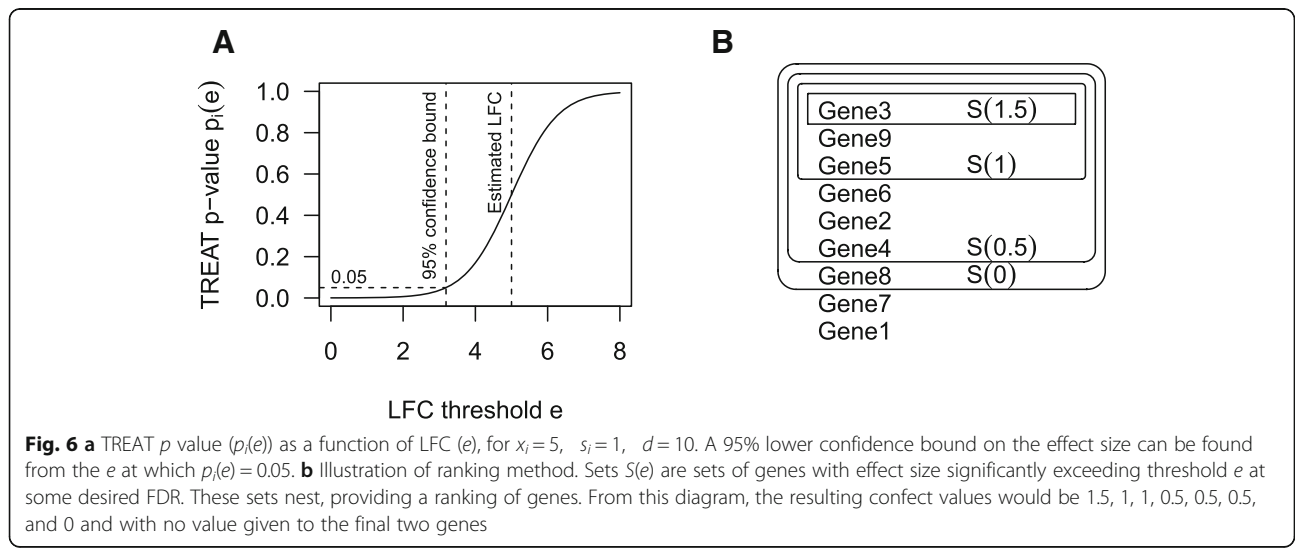 A
B
TREAT p−value pᵢ(e)
1.0
0.8
0.6
0.4
0.2
0.0
0.05
95% confidence bound
Estimated LFC
0 2 4 6 8
LFC threshold e
Gene3 S(1.5)
Gene9
Gene5 S(1)
Gene6
Gene2
Gene4 S(0.5)
Gene8 S(0)
Gene7
Gene1
Fig. 6 a TREAT p value (pᵢ(e)) as a function of LFC (e), for xᵢ = 5, sᵢ = 1, d = 10. A 95% lower confidence bound on the effect size can be found
from the e at which pᵢ(e) = 0.05. b Illustration of ranking method. Sets S(e) are sets of genes with effect size significantly exceeding threshold e at
some desired FDR. These sets nest, providing a ranking of genes. From this diagram, the resulting confect values would be 1.5, 1, 1, 0.5, 0.5, 0.5,
and 0 and with no value given to the final two genes